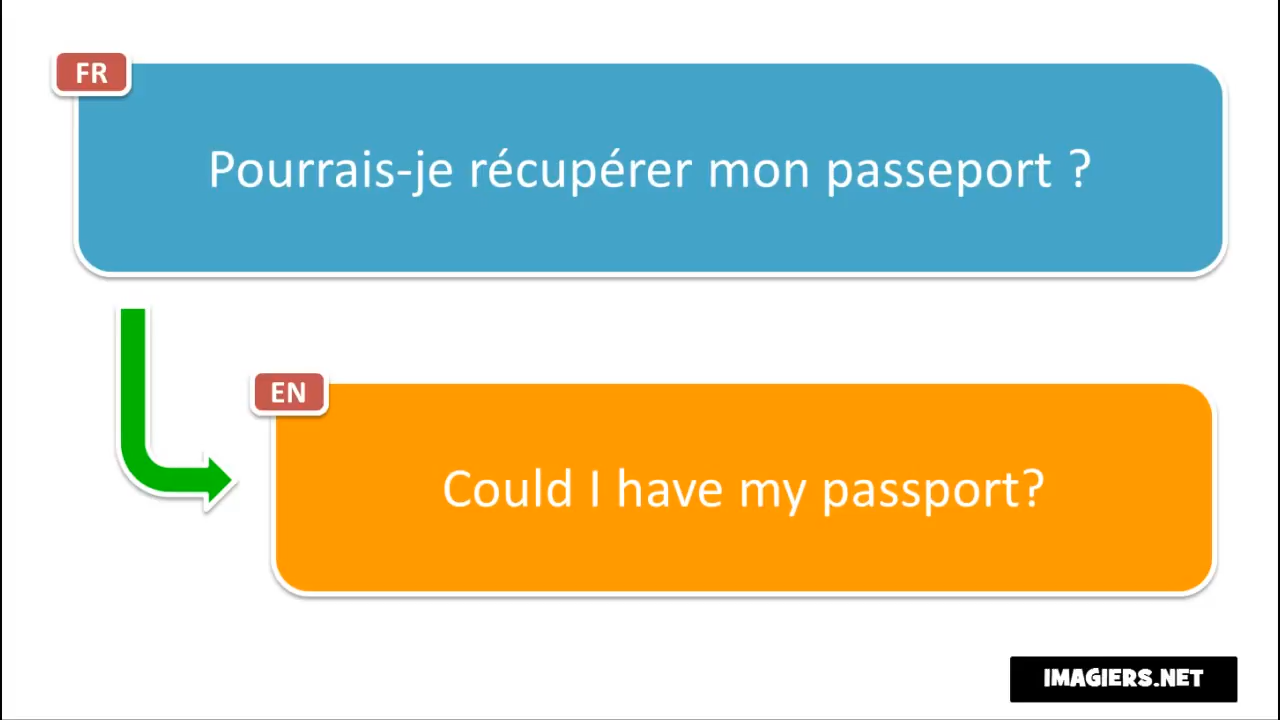 FR
Pourrais-je récupérer mon passeport ?
EN
Could I have my passport?
IMAGIERS.NET